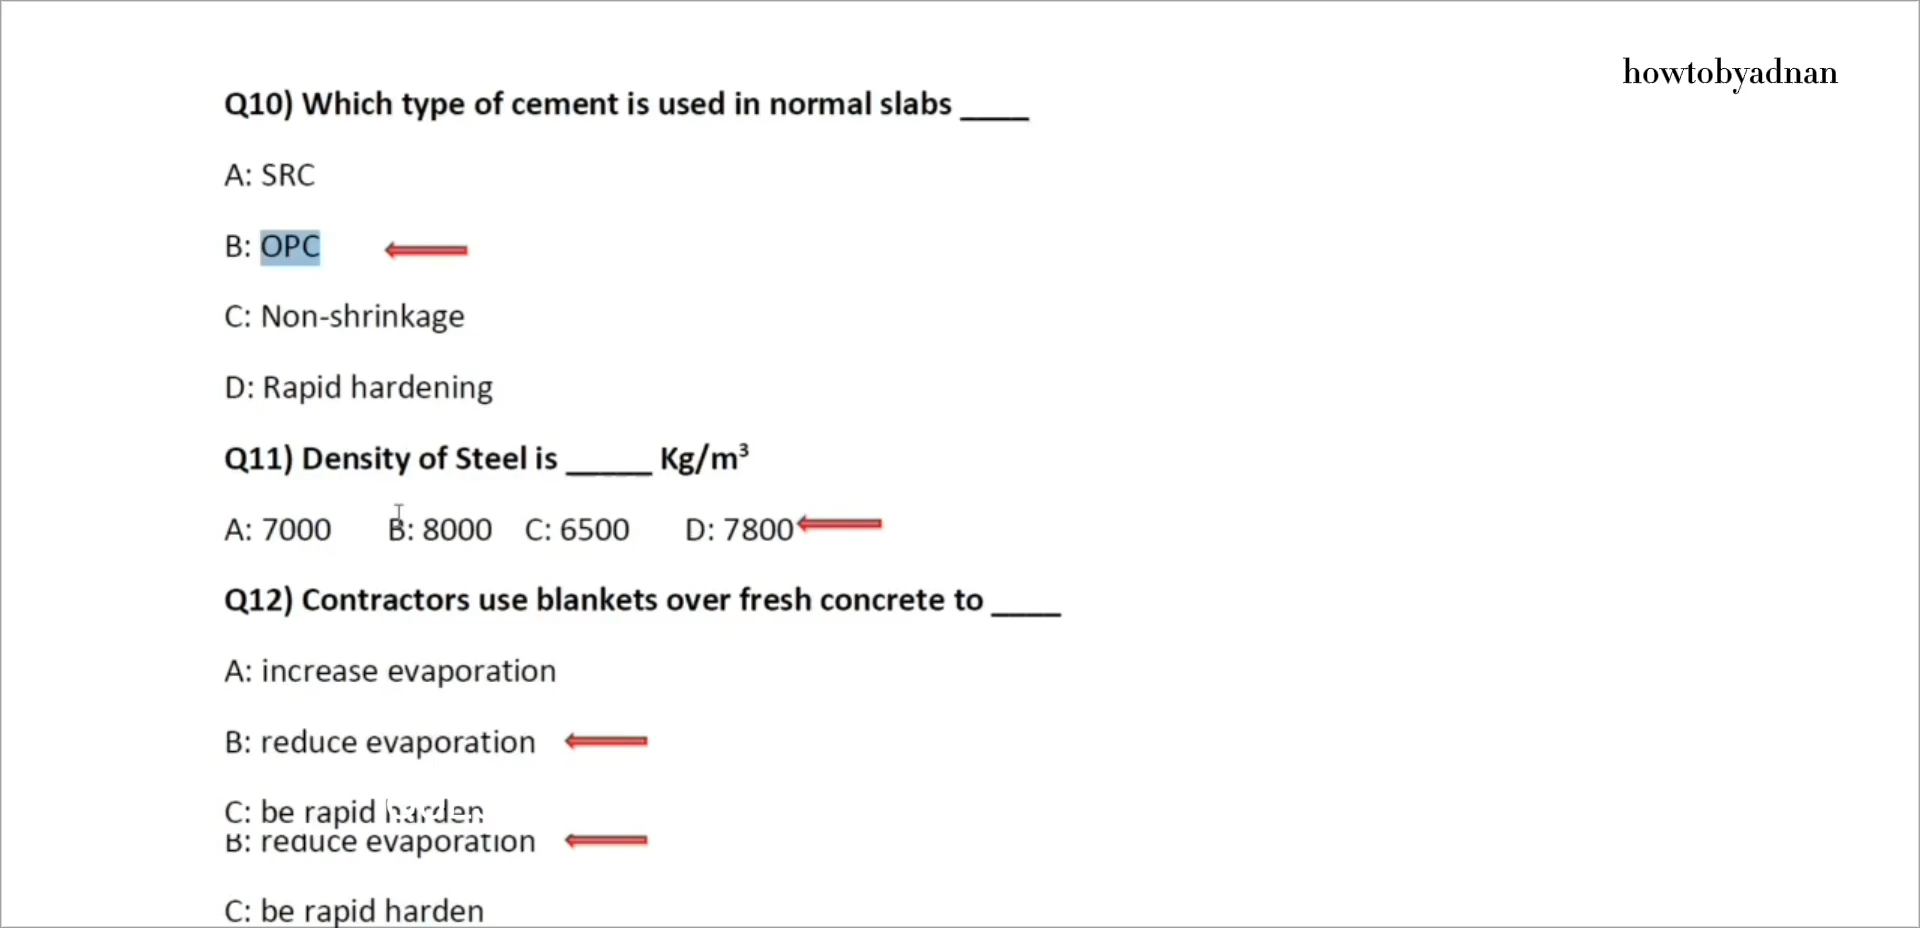 howtobyadnan
Q10) Which type of cement is used in normal slabs ____
A: SRC
B: OPC
C: Non-shrinkage
D: Rapid hardening
Q11) Density of Steel is _____ Kg/m³
A: 7000 B: 8000 C: 6500 D: 7800
Q12) Contractors use blankets over fresh concrete to ____
A: increase evaporation
B: reduce evaporation
C: be rapid harden
B: reduce evaporation
C: be rapid harden